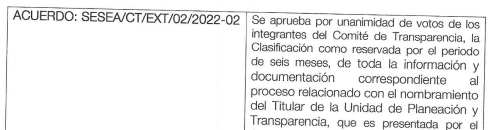 ACUERDO: SESEA/CT/EXT/02/2022-02
Se aprueba por unanimidad de votos de los
integrantes del Comité de Transparencia, la
Clasificación como reservada por el periodo
de seis meses, de toda la información y
documentación correspondiente al
proceso relacionado con el nombramiento
del Titular de la Unidad de Planeación y
Transparencia, que es presentada por el